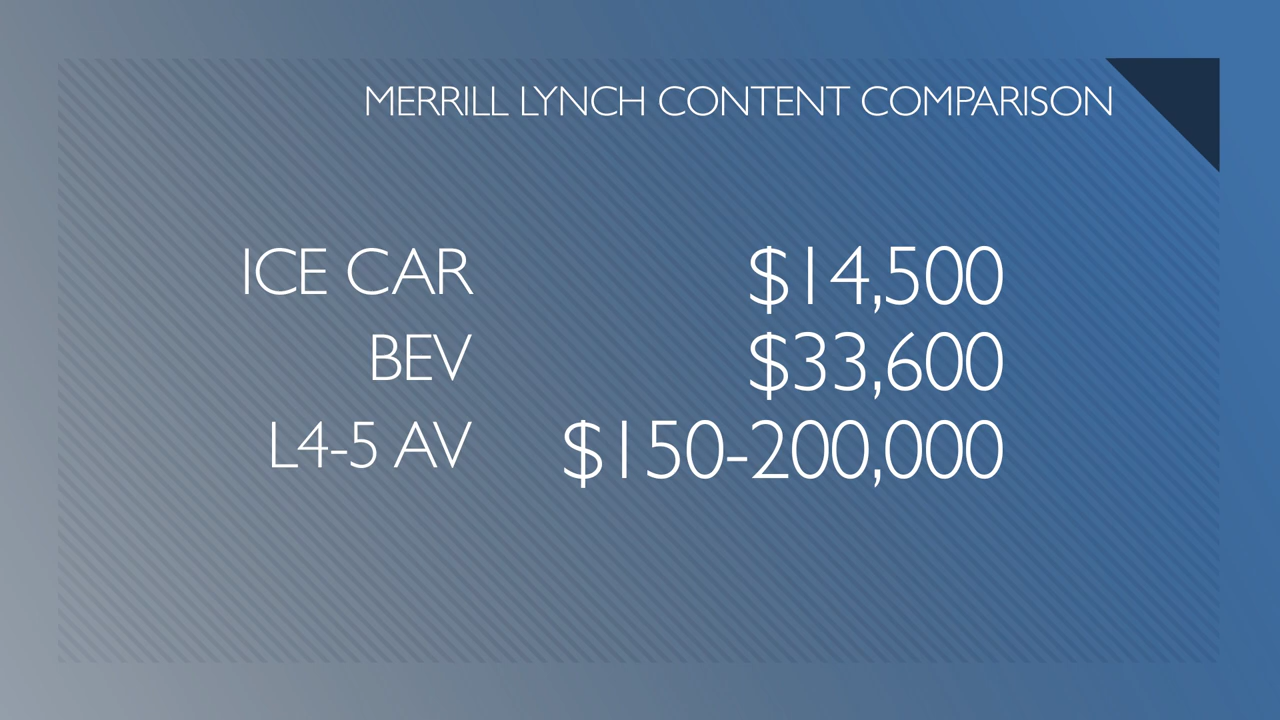 MERRILL LYNCH CONTENT COMPARISON
ICE CAR $14,500
BEV $33,600
L4-5 AV $150-200,000